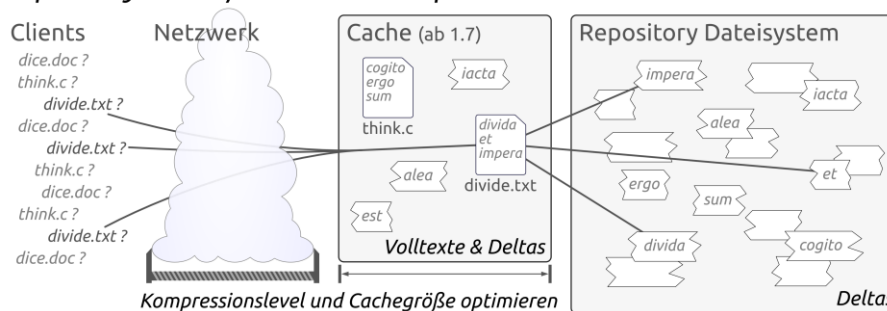 Clients
dice.doc ?
think.c ?
divide.txt ?
dice.doc ?
divide.txt ?
think.c ?
dice.doc ?
think.c ?
divide.txt ?
dice.doc ?
Netzwerk
Cache (ab 1.7)
cogito
ergo
sum
think.c
iacta
divida
et
impera
divide.txt
alea
est
Volltexte & Deltas
Kompressionslevel und Cachegröße optimieren
Repository Dateisystem
impera
iacta
alea
et
ergo
sum
divida
cogito
Deltas